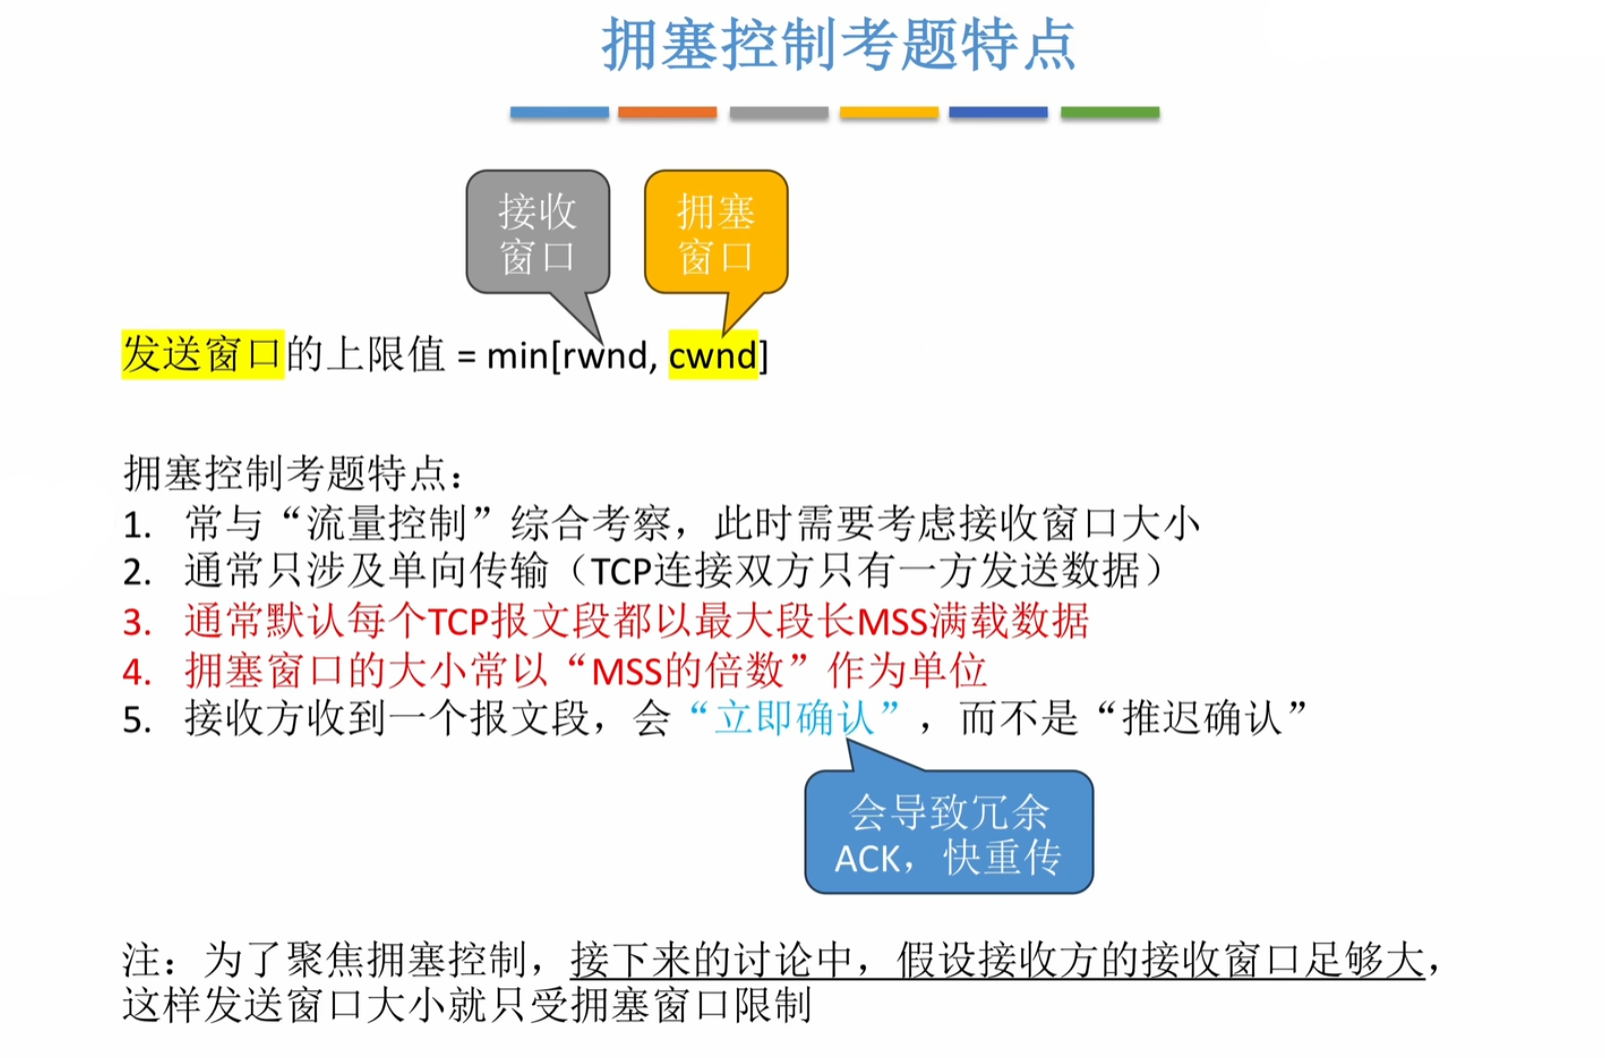 拥塞控制考题特点
接收
窗口
拥塞
窗口
发送窗口的上限值 = min[rwnd, cwnd]
拥塞控制考题特点：
1. 常与“流量控制”综合考察，此时需要考虑接收窗口大小
2. 通常只涉及单向传输（TCP连接双方只有一方发送数据）
3. 通常默认每个TCP报文段都以最大段长MSS满载数据
4. 拥塞窗口的大小常以“MSS的倍数”作为单位
5. 接收方收到一个报文段，会“立即确认”，而不是“推迟确认”
会导致冗余
ACK，快重传
注：为了聚焦拥塞控制，接下来的讨论中，假设接收方的接收窗口足够大，
这样发送窗口大小就只受拥塞窗口限制